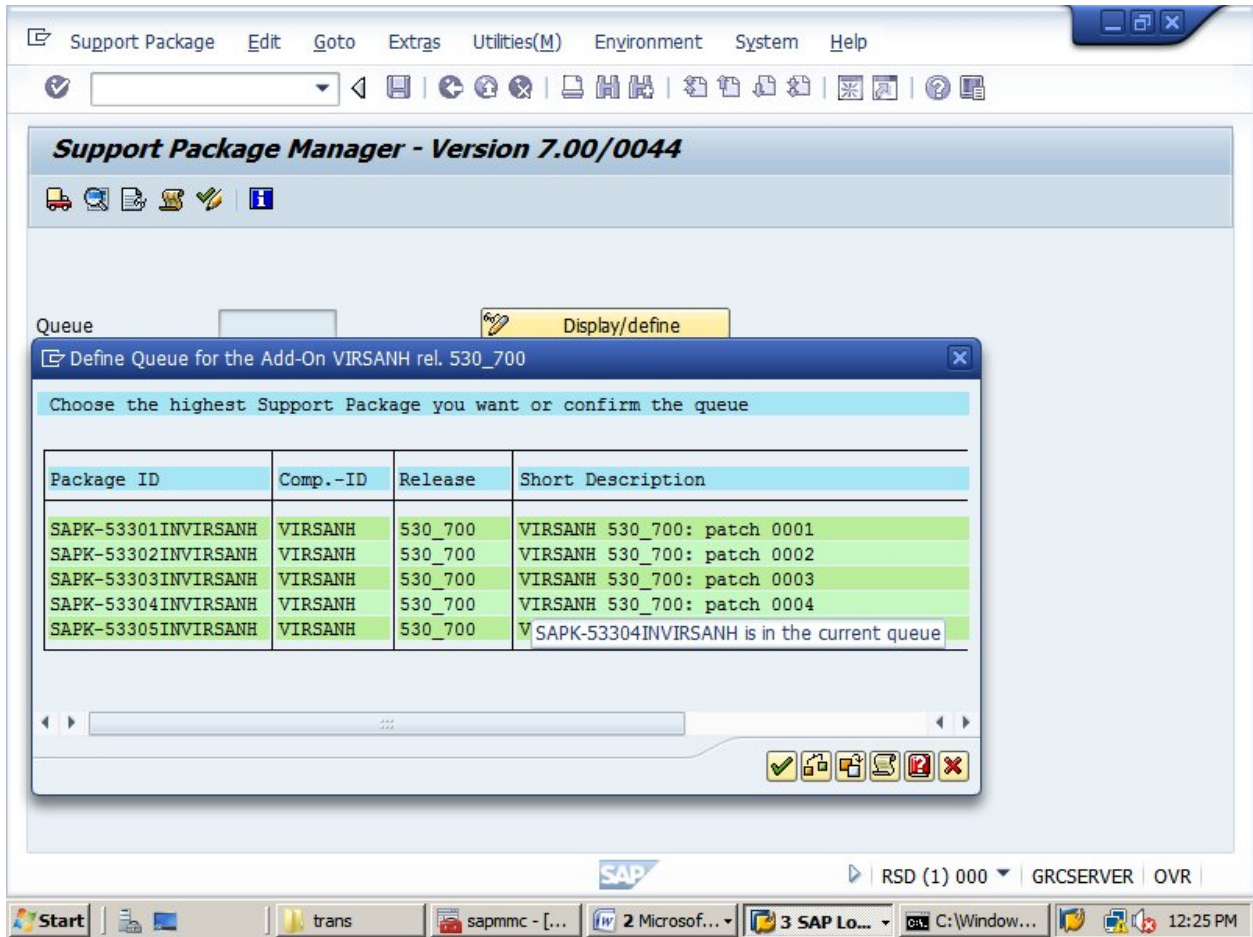 Support Package Edit Goto Extras Utilities(M) Environment System Help
Support Package Manager - Version 7.00/0044
Queue Display/define
Define Queue for the Add-On VIRSANH rel. 530_700
Choose the highest Support Package you want or confirm the queue
Package ID Comp.-ID Release Short Description
SAPK-53301INVIRSANH VIRSANH 530_700 VIRSANH 530_700: patch 0001
SAPK-53302INVIRSANH VIRSANH 530_700 VIRSANH 530_700: patch 0002
SAPK-53303INVIRSANH VIRSANH 530_700 VIRSANH 530_700: patch 0003
SAPK-53304INVIRSANH VIRSANH 530_700 VIRSANH 530_700: patch 0004
SAPK-53305INVIRSANH VIRSANH 530_700 V SAPK-53304INVIRSANH is in the current queue
SAP RSD (1) 000 GRCSERVER OVR
Start trans sapmmc - [... 2 Microsof... 3 SAP Lo... C:\Window... 12:25 PM